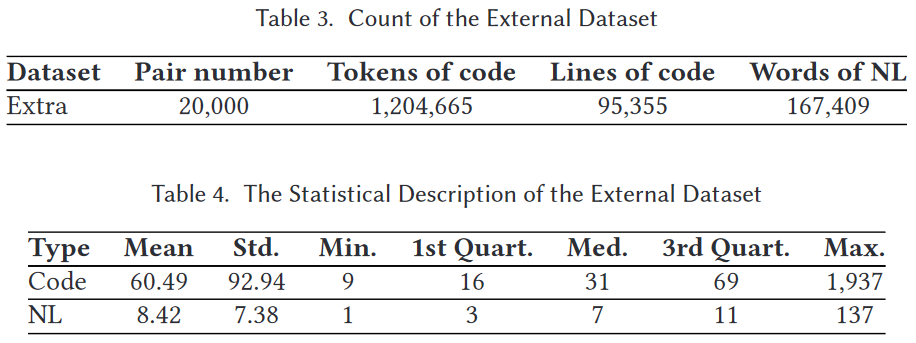 Table 3. Count of the External Dataset
Dataset Pair number Tokens of code Lines of code Words of NL
Extra 20,000 1,204,665 95,355 167,409
Table 4. The Statistical Description of the External Dataset
Type Mean Std. Min. 1st Quart. Med. 3rd Quart. Max.
Code 60.49 92.94 9 16 31 69 1,937
NL 8.42 7.38 1 3 7 11 137